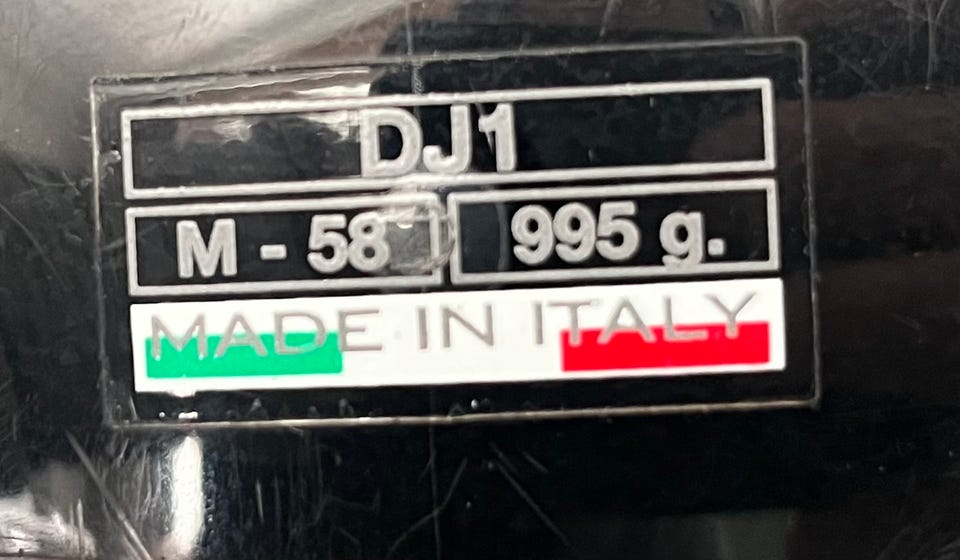 DJ1
M - 58
995 g.
MADE IN ITALY